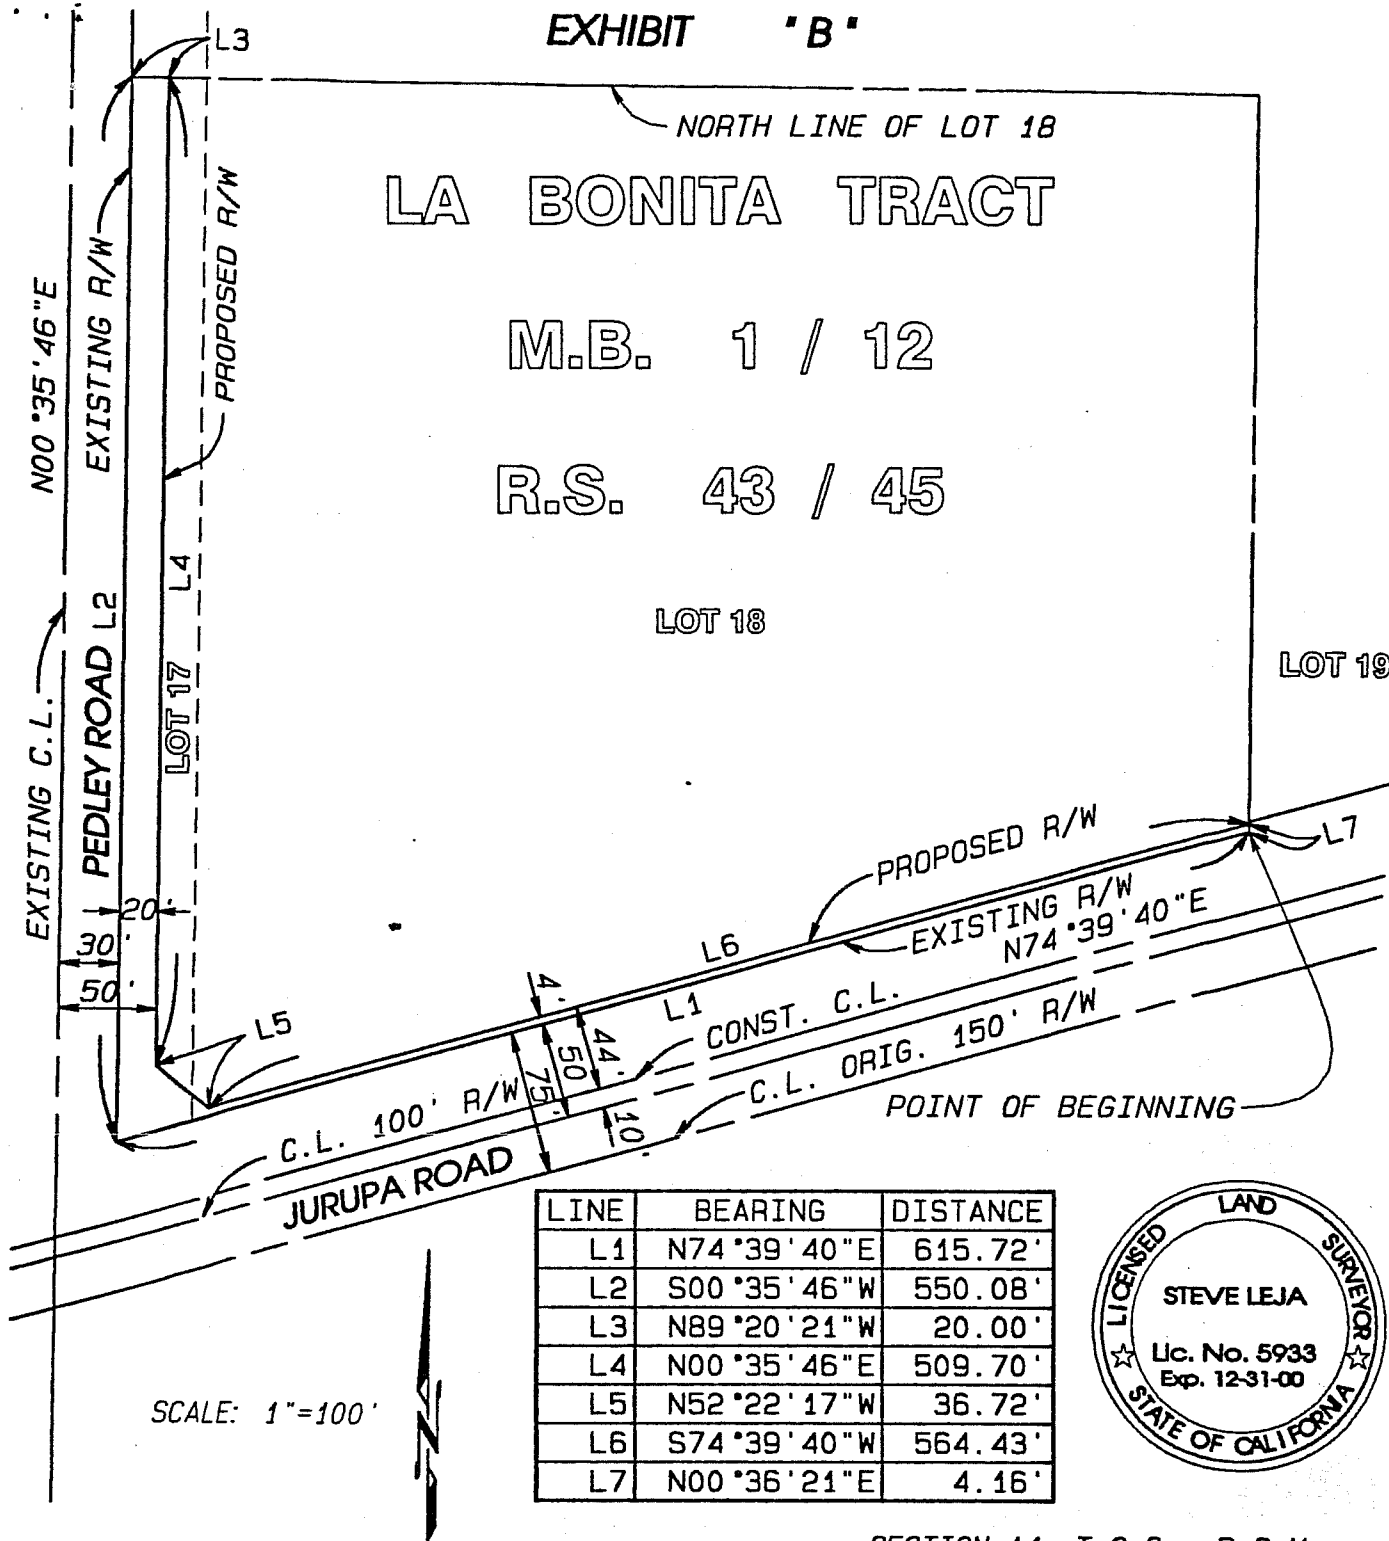 EXHIBIT "B"
L3
NORTH LINE OF LOT 18
LA BONITA TRACT
M.B. 1 / 12
R.S. 43 / 45
LOT 18
LOT 19
N00°35'46"E
EXISTING R/W
PROPOSED R/W
L4
LOT 17
PEDLEY ROAD L2
EXISTING C.L.
20'
30'
50'
L5
PROPOSED R/W
L7
EXISTING R/W
N74°39'40"E
L6
L1
4'
44'
50
75'
10'
CONST. C.L.
C.L. ORIG. 150' R/W
C.L. 100' R/W
JURUPA ROAD
POINT OF BEGINNING
LINE BEARING DISTANCE
L1 N74°39'40"E 615.72'
L2 S00°35'46"W 550.08'
L3 N89°20'21"W 20.00'
L4 N00°35'46"E 509.70'
L5 N52°22'17"W 36.72'
L6 S74°39'40"W 564.43'
L7 N00°36'21"E 4.16'
LICENSED LAND SURVEYOR
STEVE LEJA
Lic. No. 5933
Exp. 12-31-00
STATE OF CALIFORNIA
SCALE: 1"=100'
N